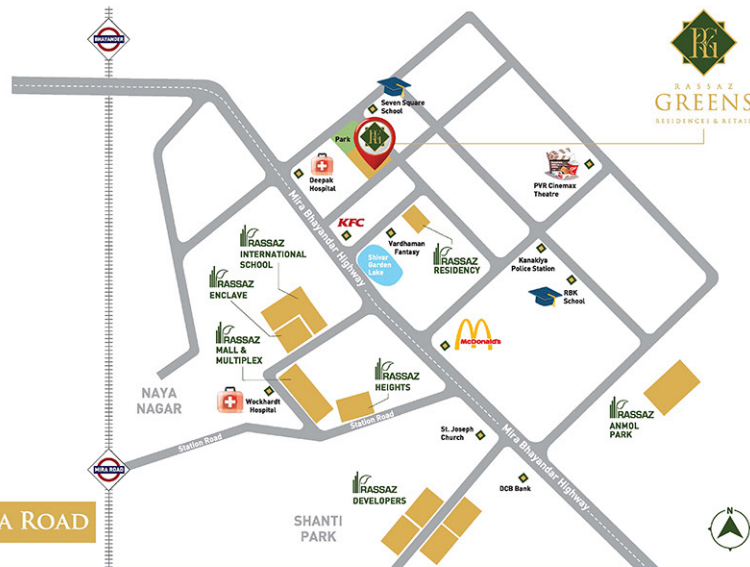 BHAYANDER
RG
RASSAZ
GREENS
RESIDENCES & RETAIL
Seven Square
School
Park
RG
Deepak
Hospital
PVR Cinemax
Theatre
Mira Bhayandar Highway
KFC
Vardhaman
Fantasy
Shivar
Garden
Lake
RASSAZ
RESIDENCY
Kanakiya
Police Station
RBK
School
RASSAZ
INTERNATIONAL
SCHOOL
RASSAZ
ENCLAVE
RASSAZ
MALL &
MULTIPLEX
McDonald's
RASSAZ
HEIGHTS
NAYA
NAGAR
Wockhardt
Hospital
Station Road
Station Road
RASSAZ
ANMOL
PARK
St. Joseph
Church
Mira Bhayandar Highway
MIRA ROAD
DCB Bank
RASSAZ
DEVELOPERS
SHANTI
PARK
A ROAD
N